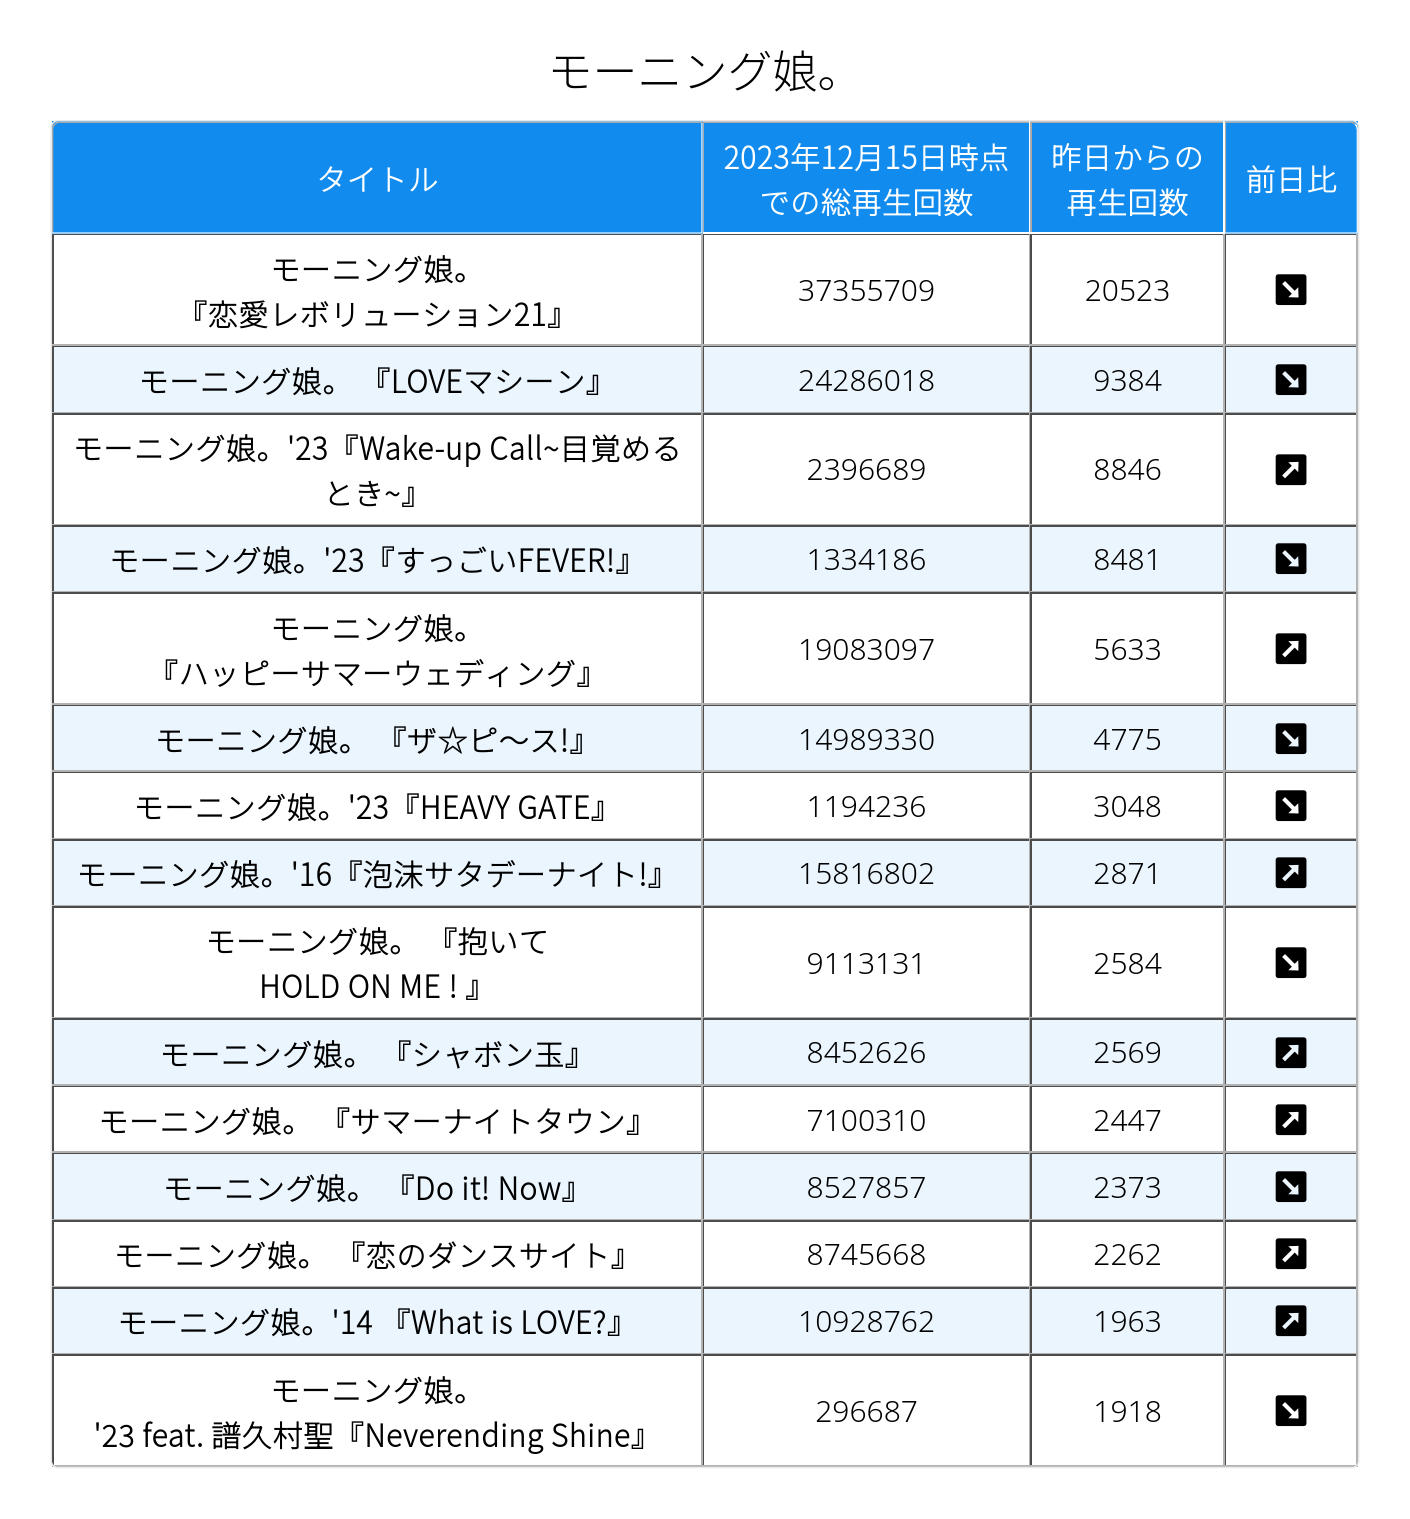 モーニング娘。
タイトル
2023年12月15日時点
での総再生回数
昨日からの
再生回数
前日比
モーニング娘。
『恋愛レボリューション21』
37355709
20523
↘
モーニング娘。 『LOVEマシーン』
24286018
9384
↘
モーニング娘。'23『Wake-up Call~目覚める
とき~』
2396689
8846
↗
モーニング娘。'23『すっごいFEVER!』
1334186
8481
↘
モーニング娘。
『ハッピーサマーウェディング』
19083097
5633
↗
モーニング娘。 『ザ☆ピ〜ス!』
14989330
4775
↘
モーニング娘。'23『HEAVY GATE』
1194236
3048
↘
モーニング娘。'16『泡沫サタデーナイト!』
15816802
2871
↗
モーニング娘。 『抱いて
HOLD ON ME ! 』
9113131
2584
↘
モーニング娘。 『シャボン玉』
8452626
2569
↗
モーニング娘。 『サマーナイトタウン』
7100310
2447
↗
モーニング娘。 『Do it! Now』
8527857
2373
↘
モーニング娘。 『恋のダンスサイト』
8745668
2262
↗
モーニング娘。'14 『What is LOVE?』
10928762
1963
↗
モーニング娘。
'23 feat. 譜久村聖『Neverending Shine』
296687
1918
↘